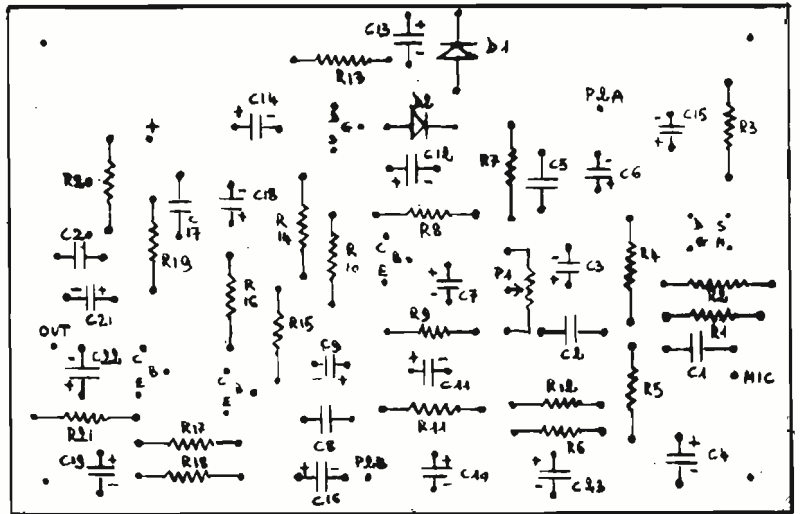 C13 + -
D1
R13
C14 + -
D
G
S
D2
C12 + -
P2A
C15 - +
R3
+
R20
C17
C18 - +
R14
R10
R8
R7
C5
C6 - +
D S
G M
C20
R19
C21 - +
R16
C
B
E
C7 + -
P1
C3 - +
R4
R2
R15
R9
R1
OUT
C22 - +
C
B
E
C
B
E
C9 - +
C11 + -
C2
C1
MIC
R5
R21
R17
C8
R11
R12
R6
C19 + -
R18
C16 + -
P2B
C10 + -
C23 + -
C4 + -